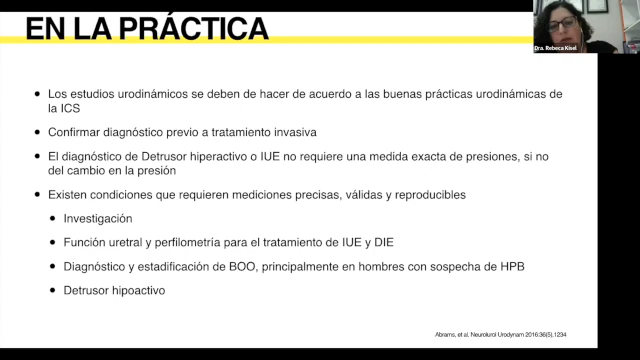 EN LA PRÁCTICA
Dra. Rebeca Kisel
• Los estudios urodinámicos se deben de hacer de acuerdo a las buenas prácticas urodinámicas de
la ICS
• Confirmar diagnóstico previo a tratamiento invasiva
• El diagnóstico de Detrusor hiperactivo o IUE no requiere una medida exacta de presiones, si no
del cambio en la presión
• Existen condiciones que requieren mediciones precisas, válidas y reproducibles
• Investigación
• Función uretral y perfilometría para el tratamiento de IUE y DIE
• Diagnóstico y estadificación de BOO, principalmente en hombres con sospecha de HPB
• Detrusor hipoactivo
Abrams, et al. Neurolurol Urodynam 2016:36(5),1234